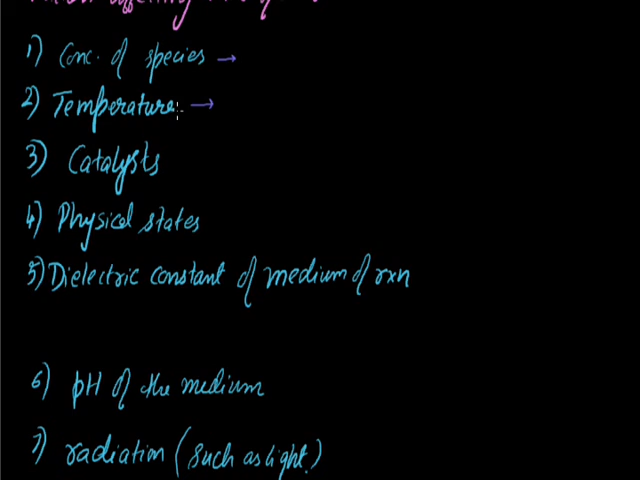 1) Conc. of species →
2) Temperature →
3) Catalysts
4) Physical states
5) Dielectric constant of medium of rxn
6) pH of the medium
7) radiation (such as light.)